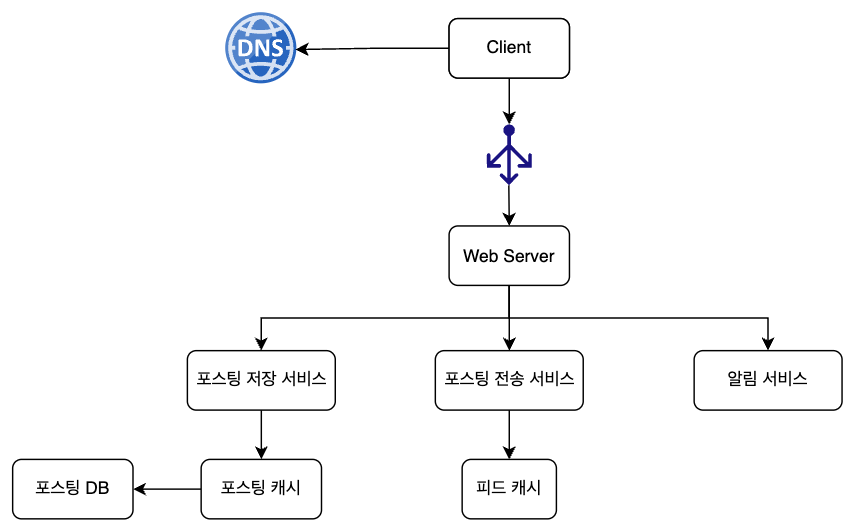 DNS
Client
Web Server
포스팅 저장 서비스
포스팅 전송 서비스
알림 서비스
포스팅 DB
포스팅 캐시
피드 캐시